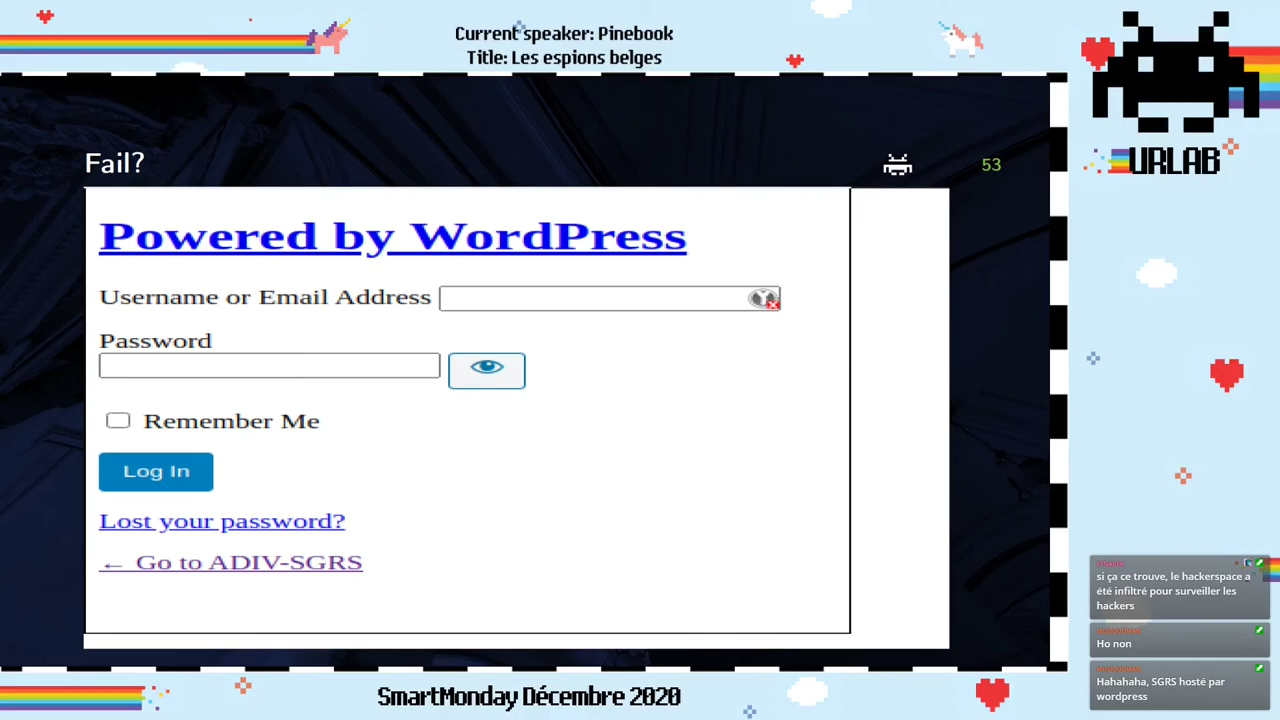 Current speaker: Pinebook
Title: Les espions belges
URLAB
Fail?
53
Powered by WordPress
Username or Email Address
Password
Remember Me
Log In
Lost your password?
← Go to ADIV-SGRS
si ça ce trouve, le hackerspace a
été infiltré pour surveiller les
hackers
Ho non
Hahahaha, SGRS hosté par
wordpress
SmartMonday Décembre 2020